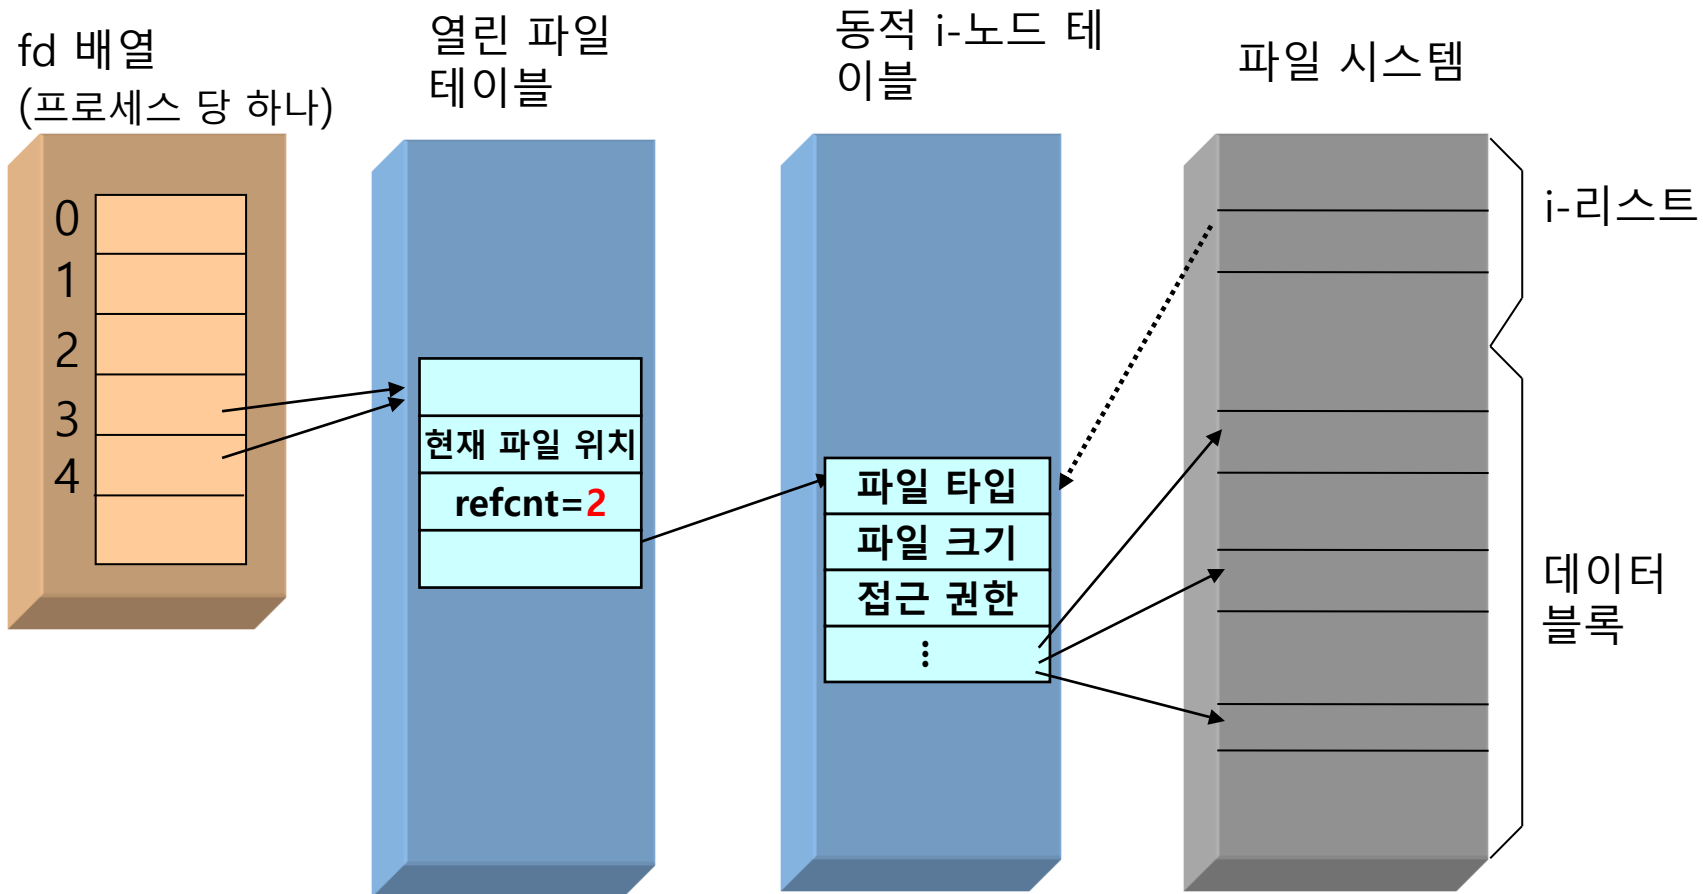 fd 배열
(프로세스 당 하나)
열린 파일
테이블
동적 i-노드 테
이블
파일 시스템
0
1
2
3
4
현재 파일 위치
refcnt=2
파일 타입
파일 크기
접근 권한
⋮
i-리스트
데이터
블록